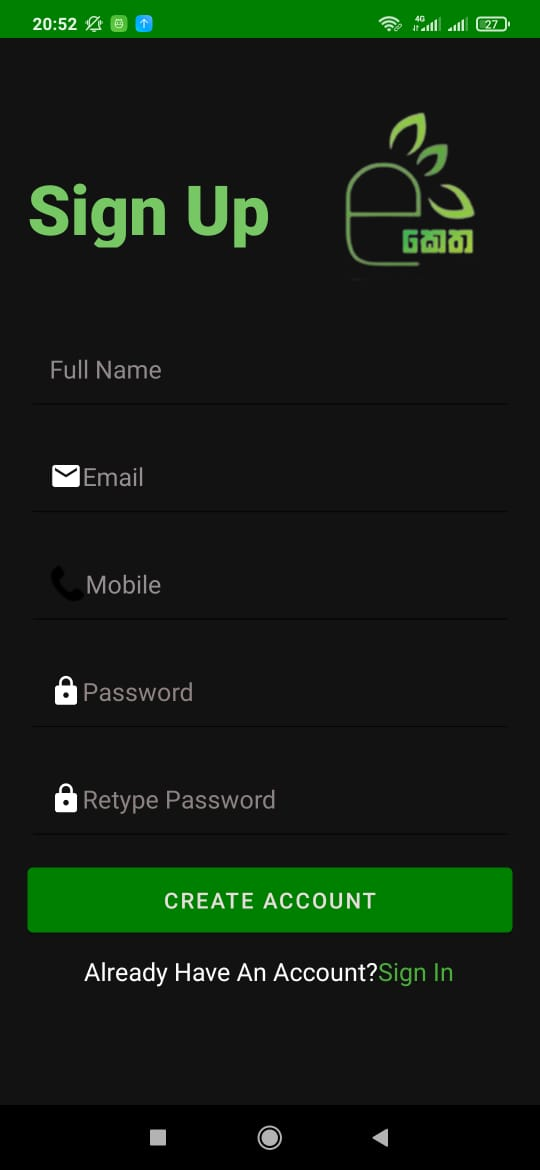 20:52 4G 27
Sign Up
කෙත
Full Name
Email
Mobile
Password
Retype Password
CREATE ACCOUNT
Already Have An Account?Sign In